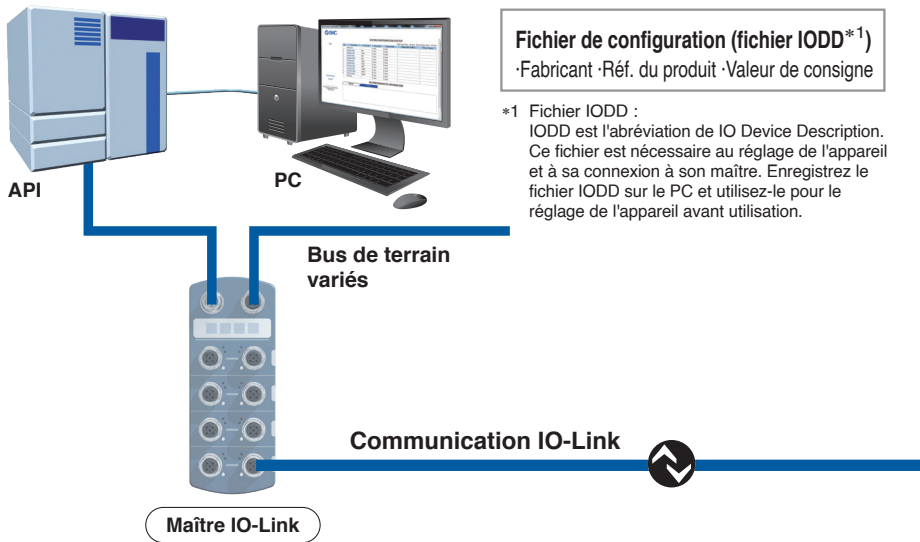 Fichier de configuration (fichier IODD*1)
·Fabricant ·Réf. du produit ·Valeur de consigne
*1 Fichier IODD :
IODD est l'abréviation de IO Device Description.
Ce fichier est nécessaire au réglage de l'appareil
et à sa connexion à son maître. Enregistrez le
fichier IODD sur le PC et utilisez-le pour le
réglage de l'appareil avant utilisation.
API
PC
Bus de terrain
variés
Communication IO-Link
Maître IO-Link